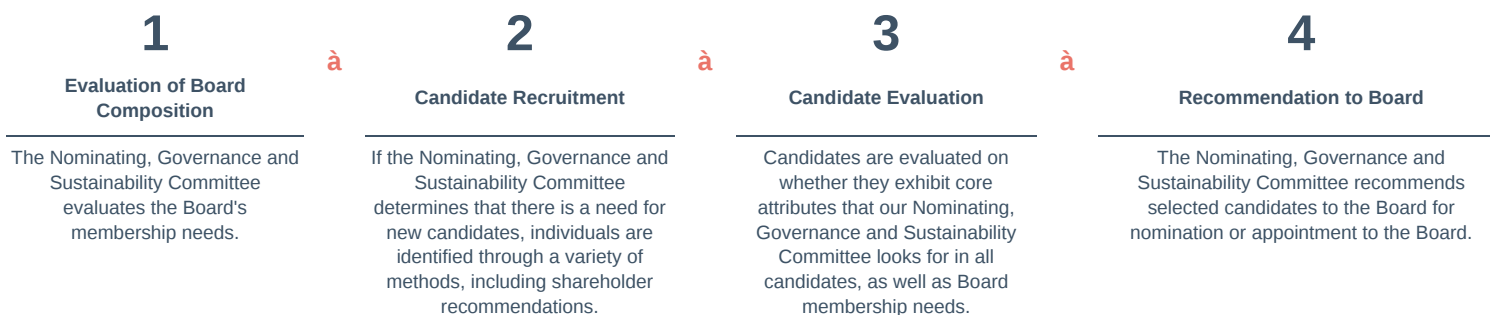 1
Evaluation of Board
Composition
The Nominating, Governance and
Sustainability Committee
evaluates the Board's
membership needs.
à
2
Candidate Recruitment
If the Nominating, Governance and
Sustainability Committee
determines that there is a need for
new candidates, individuals are
identified through a variety of
methods, including shareholder
recommendations.
à
3
Candidate Evaluation
Candidates are evaluated on
whether they exhibit core
attributes that our Nominating,
Governance and Sustainability
Committee looks for in all
candidates, as well as Board
membership needs.
à
4
Recommendation to Board
The Nominating, Governance and
Sustainability Committee recommends
selected candidates to the Board for
nomination or appointment to the Board.